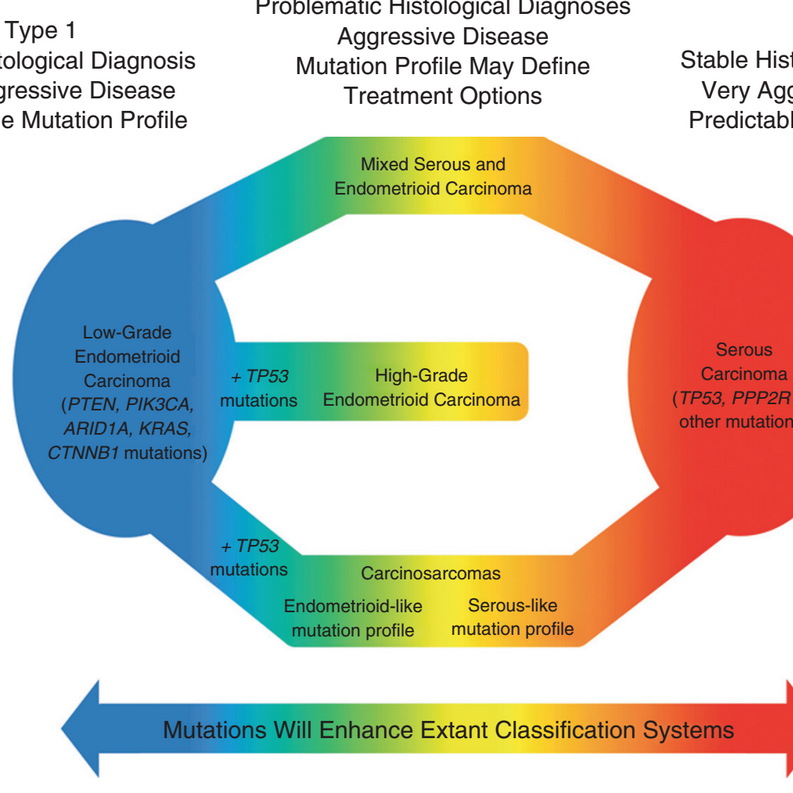 Type 1
tological Diagnosis
gressive Disease
e Mutation Profile
Problematic Histological Diagnoses
Aggressive Disease
Mutation Profile May Define
Treatment Options
Stable Hist
Very Agg
Predictabl
Mixed Serous and
Endometrioid Carcinoma
Low-Grade
Endometrioid
Carcinoma
(PTEN, PIK3CA,
ARID1A, KRAS,
CTNNB1 mutations)
+ TP53
mutations
High-Grade
Endometrioid Carcinoma
Serous
Carcinoma
(TP53, PPP2R
other mutation
+ TP53
mutations
Carcinosarcomas
Endometrioid-like
mutation profile
Serous-like
mutation profile
Mutations Will Enhance Extant Classification Systems